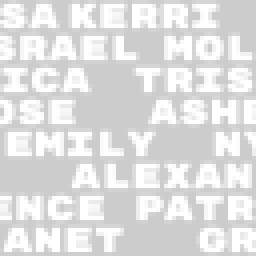 SA KERRI
SRAEL MOL
ICA TRIS
OSE ASHE
EMILY NY
ALEXAN
ENCE PATR
ANET GR